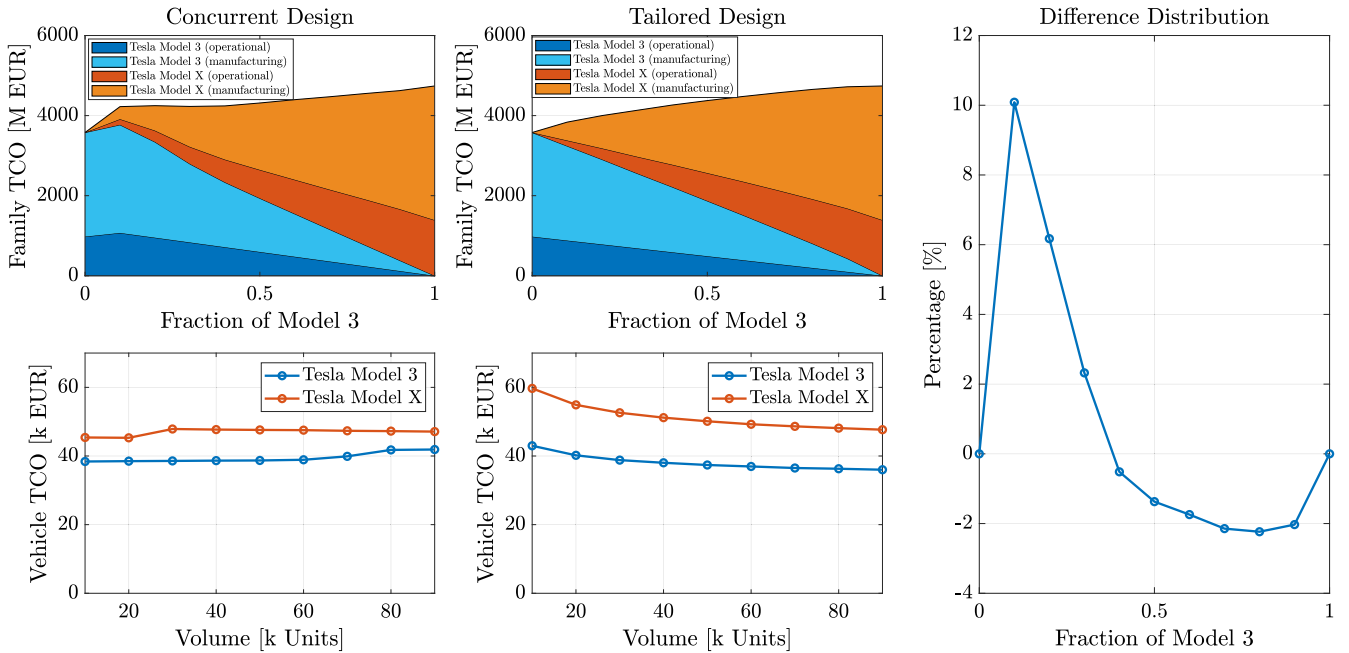 Concurrent Design
Family TCO [M EUR]
6000
4000
2000
0
Tesla Model 3 (operational)
Tesla Model 3 (manufacturing)
Tesla Model X (operational)
Tesla Model X (manufacturing)
0
0.5
1
Fraction of Model 3
Tailored Design
Family TCO [M EUR]
6000
4000
2000
0
Tesla Model 3 (operational)
Tesla Model 3 (manufacturing)
Tesla Model X (operational)
Tesla Model X (manufacturing)
0
0.5
1
Fraction of Model 3
Vehicle TCO [k EUR]
60
40
20
0
Tesla Model 3
Tesla Model X
20
40
60
80
Volume [k Units]
Vehicle TCO [k EUR]
60
40
20
0
Tesla Model 3
Tesla Model X
20
40
60
80
Volume [k Units]
Difference Distribution
Percentage [%]
12
10
8
6
4
2
0
-2
-4
0
0.5
1
Fraction of Model 3